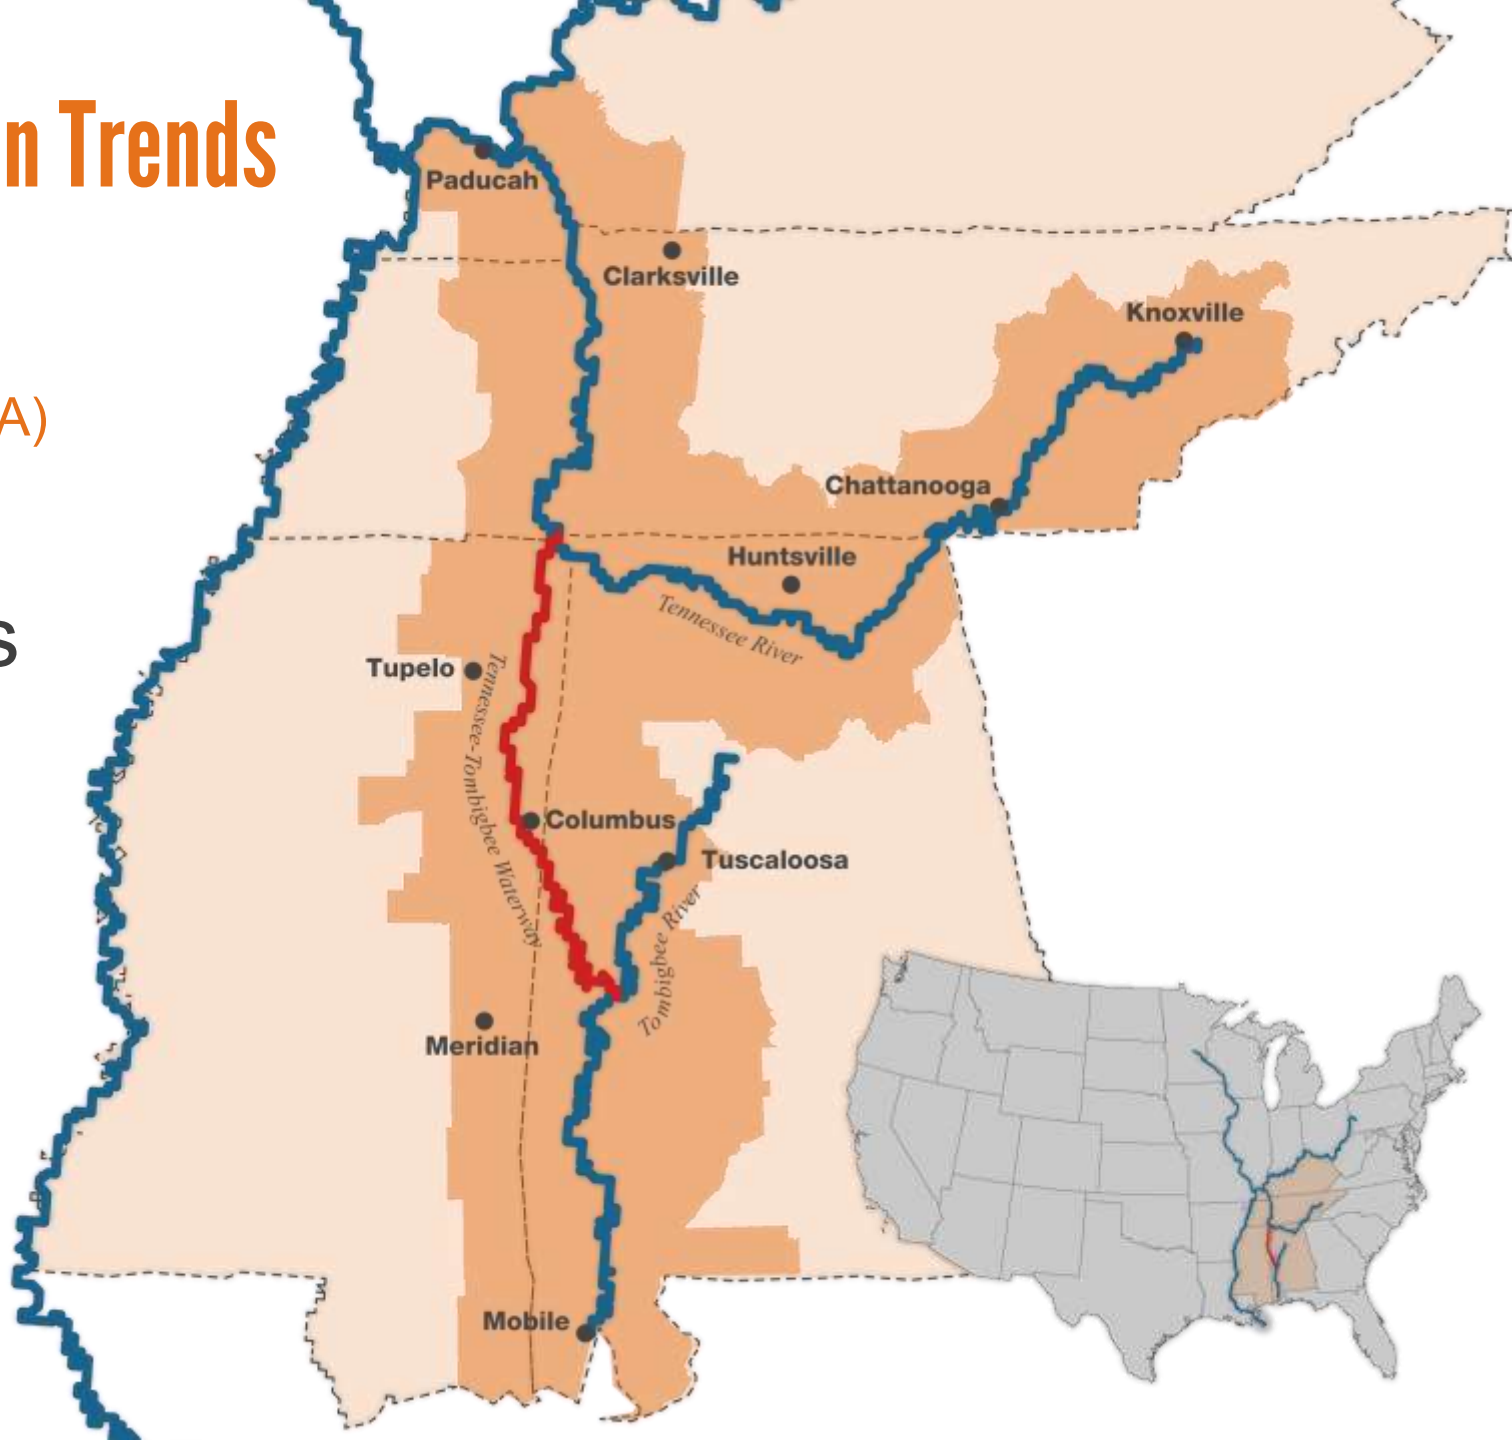 n Trends
Paducah
Clarksville
Knoxville
A)
Chattanooga
Huntsville
Tennessee River
s
Tupelo
Tennessee-Tombigbee Waterway
Columbus
Tuscaloosa
Tombigbee River
Meridian
Mobile